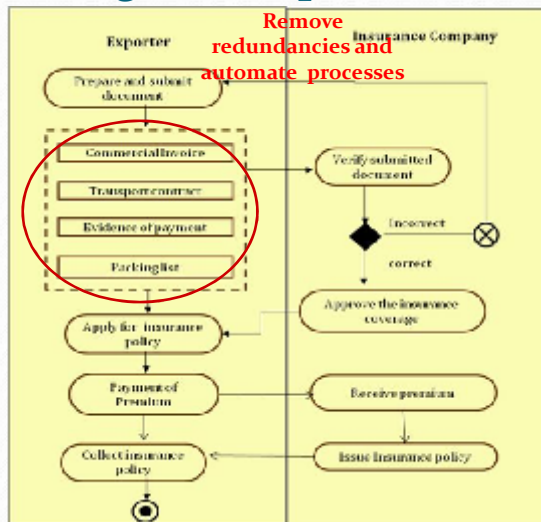 Remove
redundancies and
automate processes
Exporter
Insurance Company
Prepare and submit
document
Commercial Invoice
Transport contract
Evidence of payment
Packing list
Verify submitted
document
Incorrect
correct
Approve the insurance
coverage
Apply for insurance
policy
Payment of
Premium
Receive premium
Collect insurance
policy
Issue Insurance policy